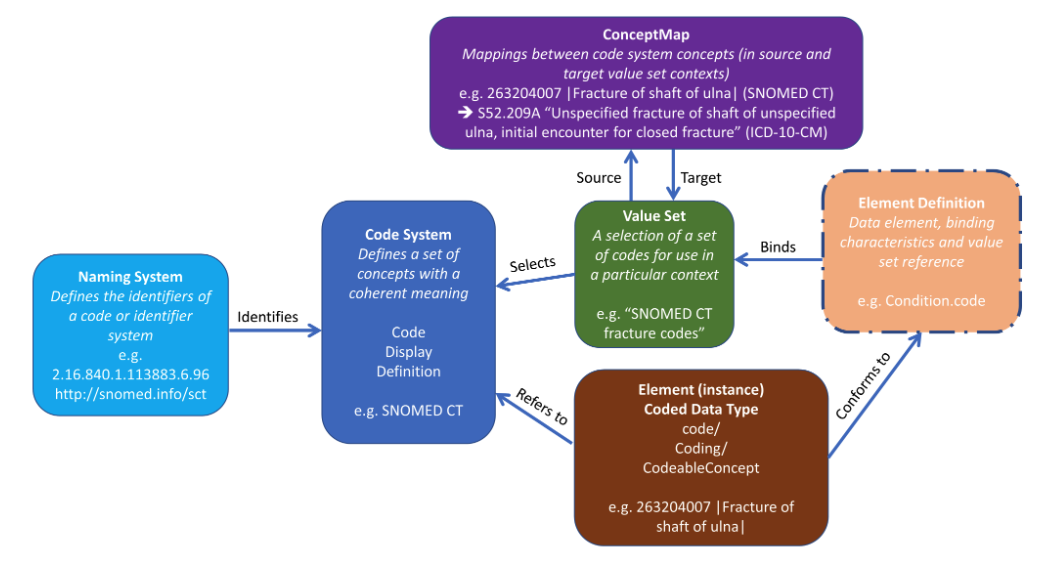 ConceptMap
Mappings between code system concepts (in source and
target value set contexts)
e.g. 263204007 |Fracture of shaft of ulna| (SNOMED CT)
➔ S52.209A “Unspecified fracture of shaft of unspecified
ulna, initial encounter for closed fracture” (ICD-10-CM)
Source
Target
Naming System
Defines the identifiers of
a code or identifier
system
e.g.
2.16.840.1.113883.6.96
http://snomed.info/sct
Identifies
Code System
Defines a set of
concepts with a
coherent meaning
Code
Display
Definition
e.g. SNOMED CT
Selects
Value Set
A selection of a set
of codes for use in
a particular context
e.g. “SNOMED CT
fracture codes”
Binds
Element Definition
Data element, binding
characteristics and value
set reference
e.g. Condition.code
Refers to
Element (instance)
Coded Data Type
code/
Coding/
CodeableConcept
e.g. 263204007 |Fracture of
shaft of ulna|
Conforms to